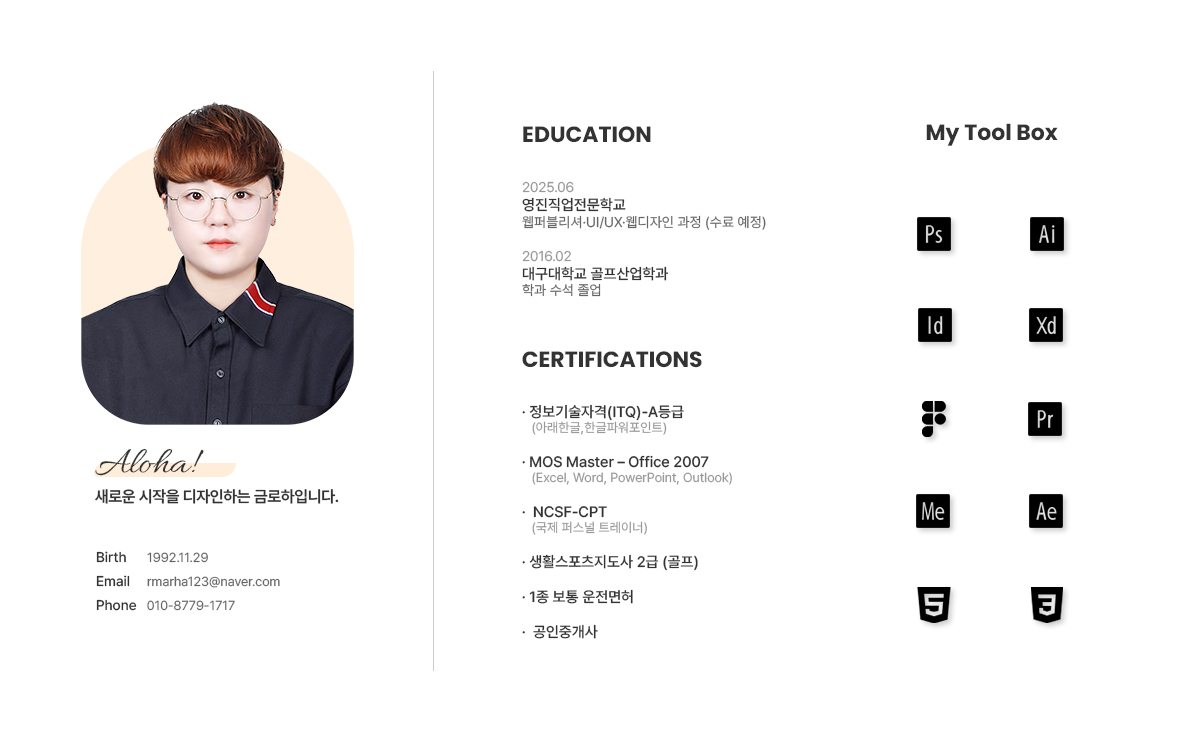 Aloha!
새로운 시작을 디자인하는 금로하입니다.
Birth 1992.11.29
Email rmarha123@naver.com
Phone 010-8779-1717
EDUCATION
2025.06
영진직업전문학교
웹퍼블리셔·UI/UX·웹디자인 과정 (수료 예정)
2016.02
대구대학교 골프산업학과
학과 수석 졸업
CERTIFICATIONS
· 정보기술자격(ITQ)-A등급
(아래한글,한글파워포인트)
· MOS Master – Office 2007
(Excel, Word, PowerPoint, Outlook)
· NCSF-CPT
(국제 퍼스널 트레이너)
· 생활스포츠지도사 2급 (골프)
· 1종 보통 운전면허
· 공인중개사
My Tool Box
Ps Ai
Id Xd
Pr
Me Ae
5 3